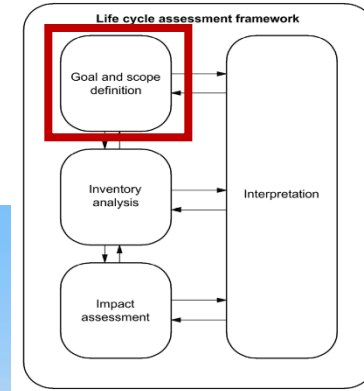 Life cycle assessment framework
Goal and scope
definition
Inventory
analysis
Interpretation
Impact
assessment